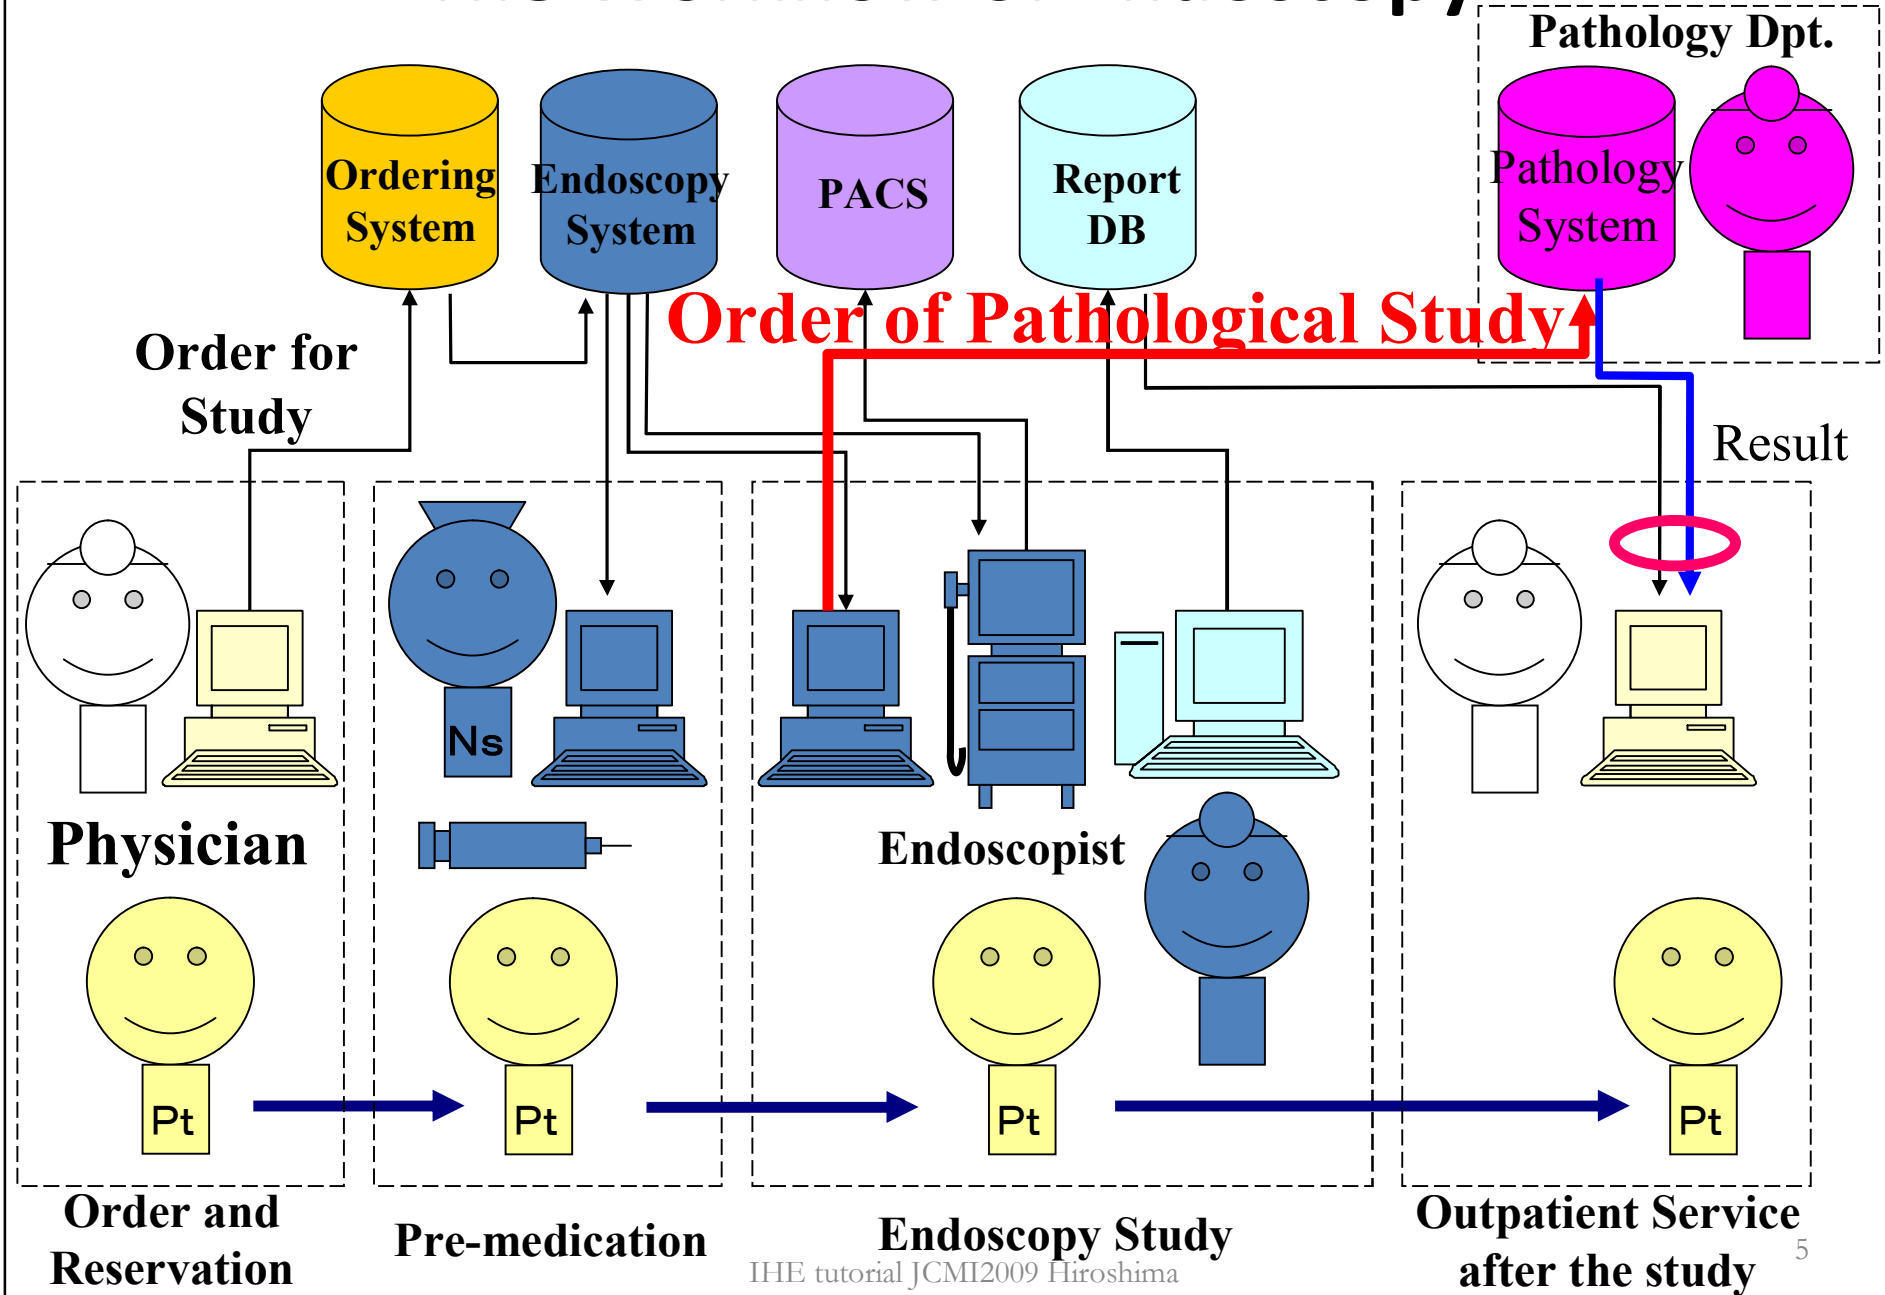 Pathology Dpt.
Ordering
System
Endoscopy
System
PACS
Report
DB
Pathology
System
Order of Pathological Study
Order for
Study
Result
Ns
Physician
Endoscopist
Pt
Pt
Pt
Pt
Order and
Reservation
Pre-medication
Endoscopy Study
Outpatient Service
after the study
IHE tutorial JCMI2009 Hiroshima
5